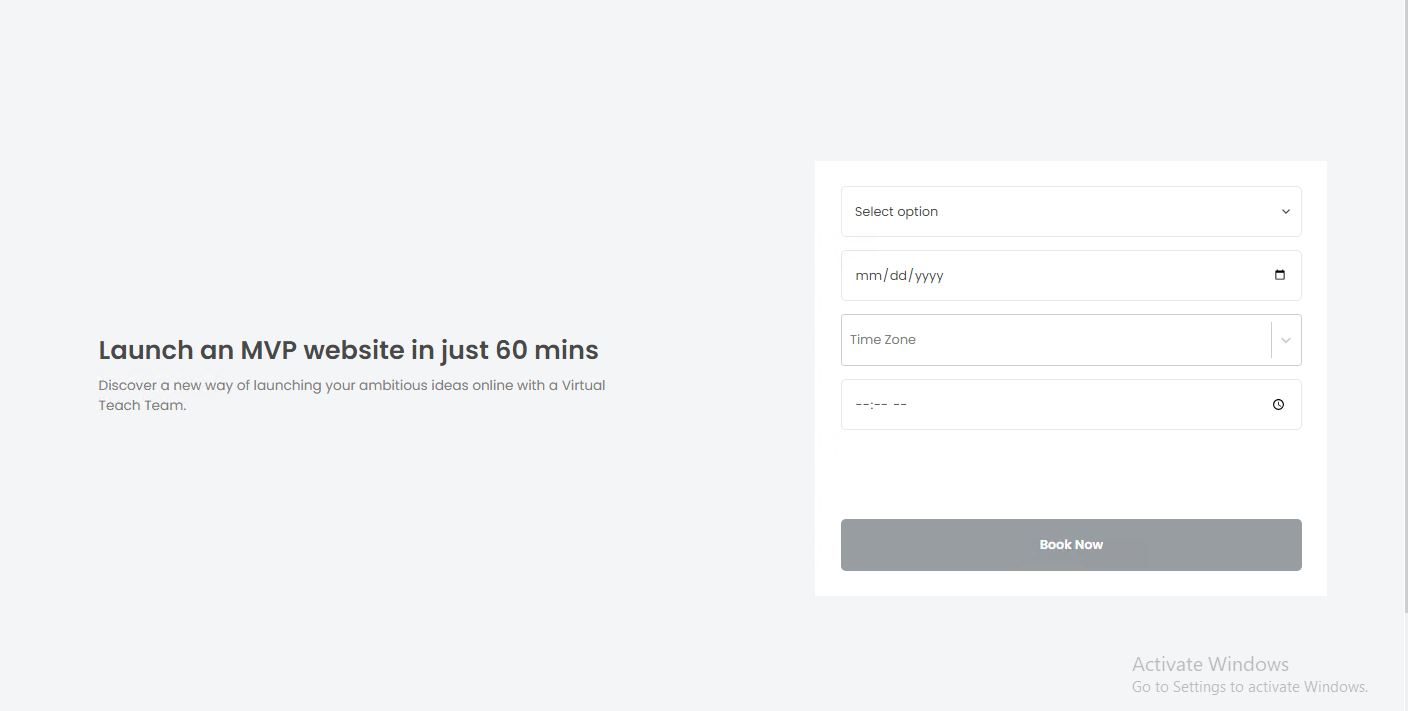 Select option
mm/dd/yyyy
Time Zone
--:-- --
Launch an MVP website in just 60 mins
Discover a new way of launching your ambitious ideas online with a Virtual
Teach Team.
Book Now
Activate Windows
Go to Settings to activate Windows.